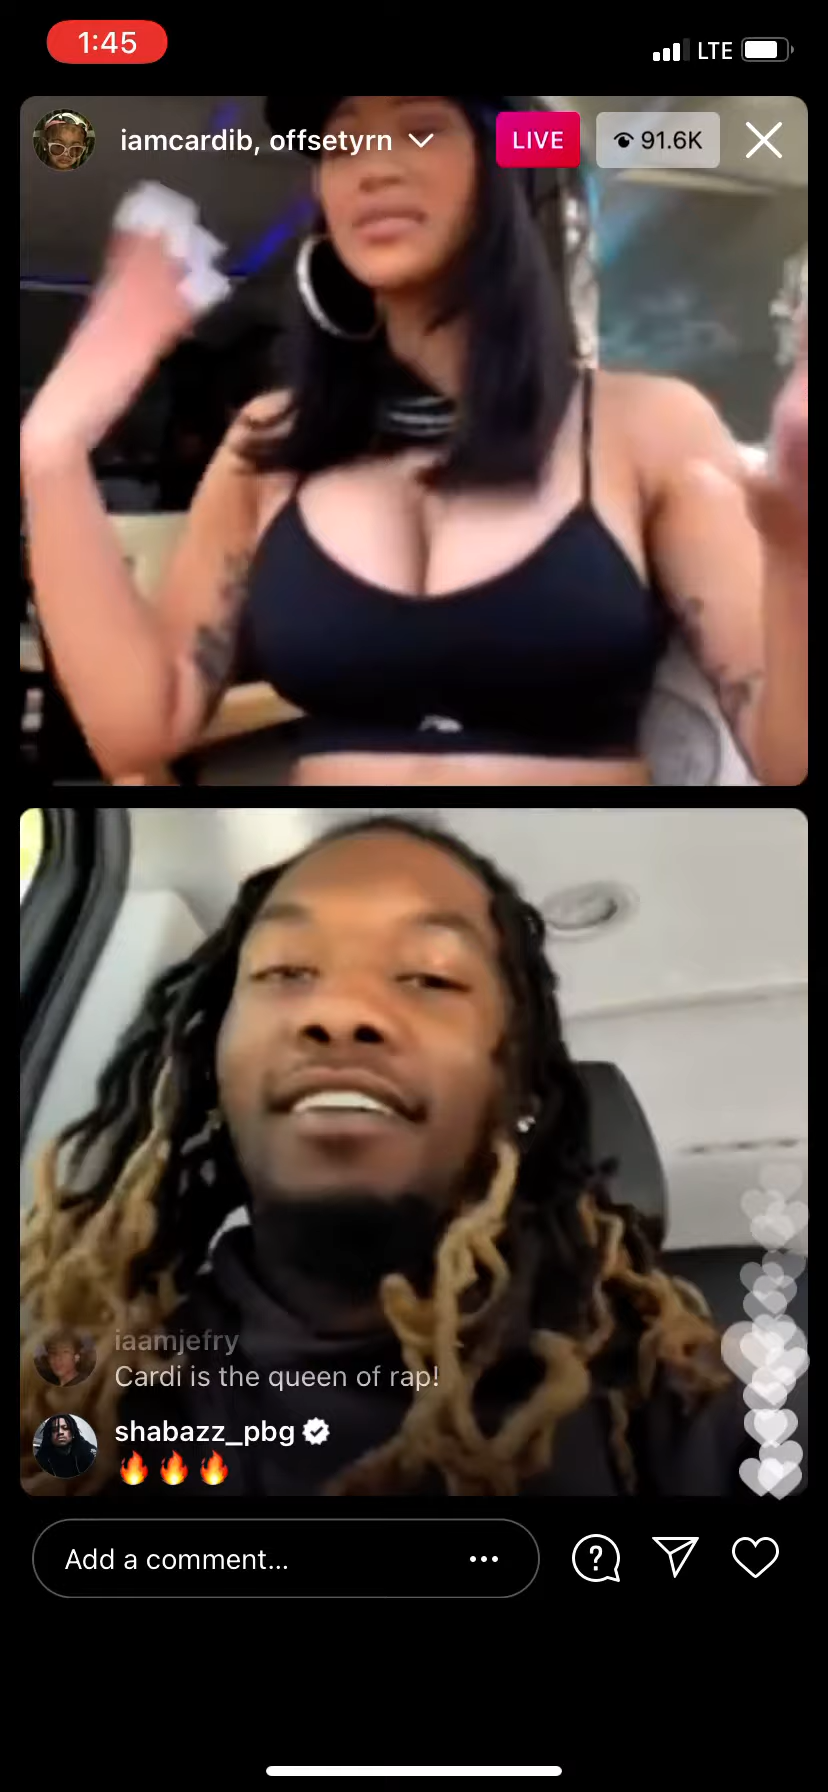 1:45
LTE
iamcardib, offsetyrn
LIVE
91.6K
iaamjefry
Cardi is the queen of rap!
shabazz_pbg
🔥🔥🔥
Add a comment...